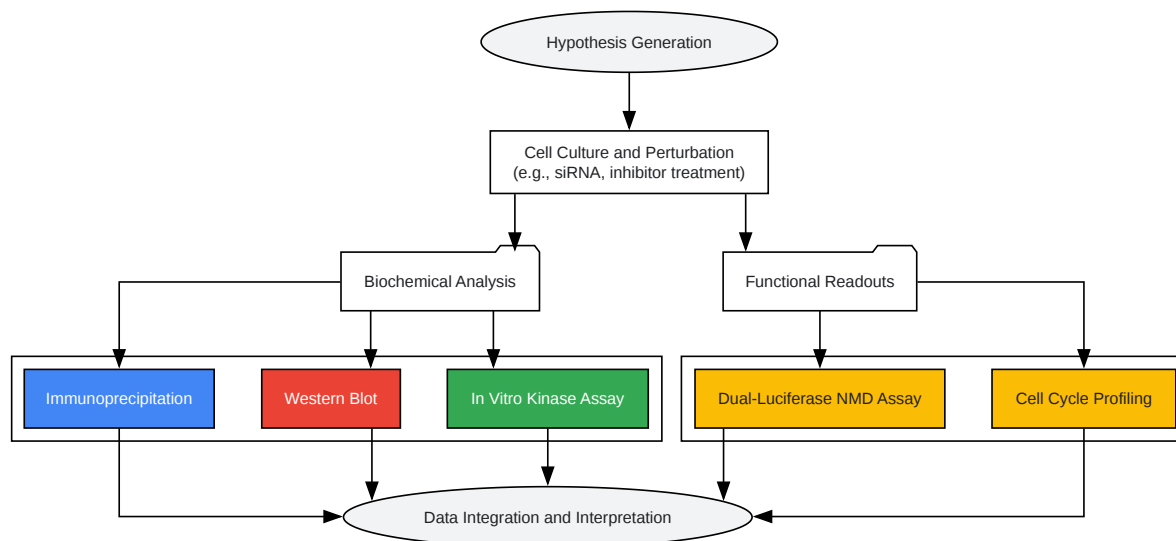 Hypothesis Generation
Cell Culture and Perturbation
(e.g., siRNA, inhibitor treatment)
Biochemical Analysis
Functional Readouts
Immunoprecipitation
Western Blot
In Vitro Kinase Assay
Dual-Luciferase NMD Assay
Cell Cycle Profiling
Data Integration and Interpretation